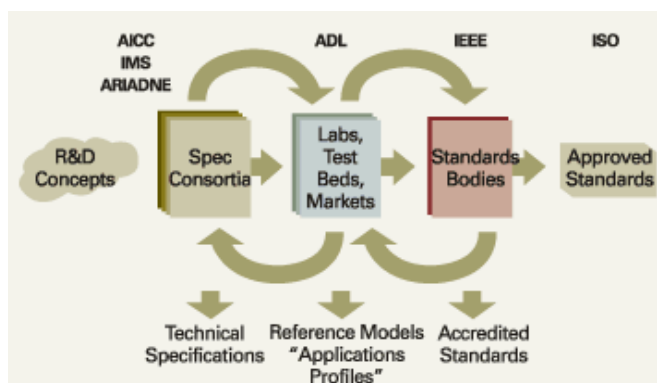 AICC
IMS
ARIADNE
ADL
IEEE
ISO
R&D
Concepts
Spec
Consortia
Labs,
Test
Beds,
Markets
Standards
Bodies
Approved
Standards
Technical
Specifications
Reference Models
“Applications
Profiles”
Accredited
Standards